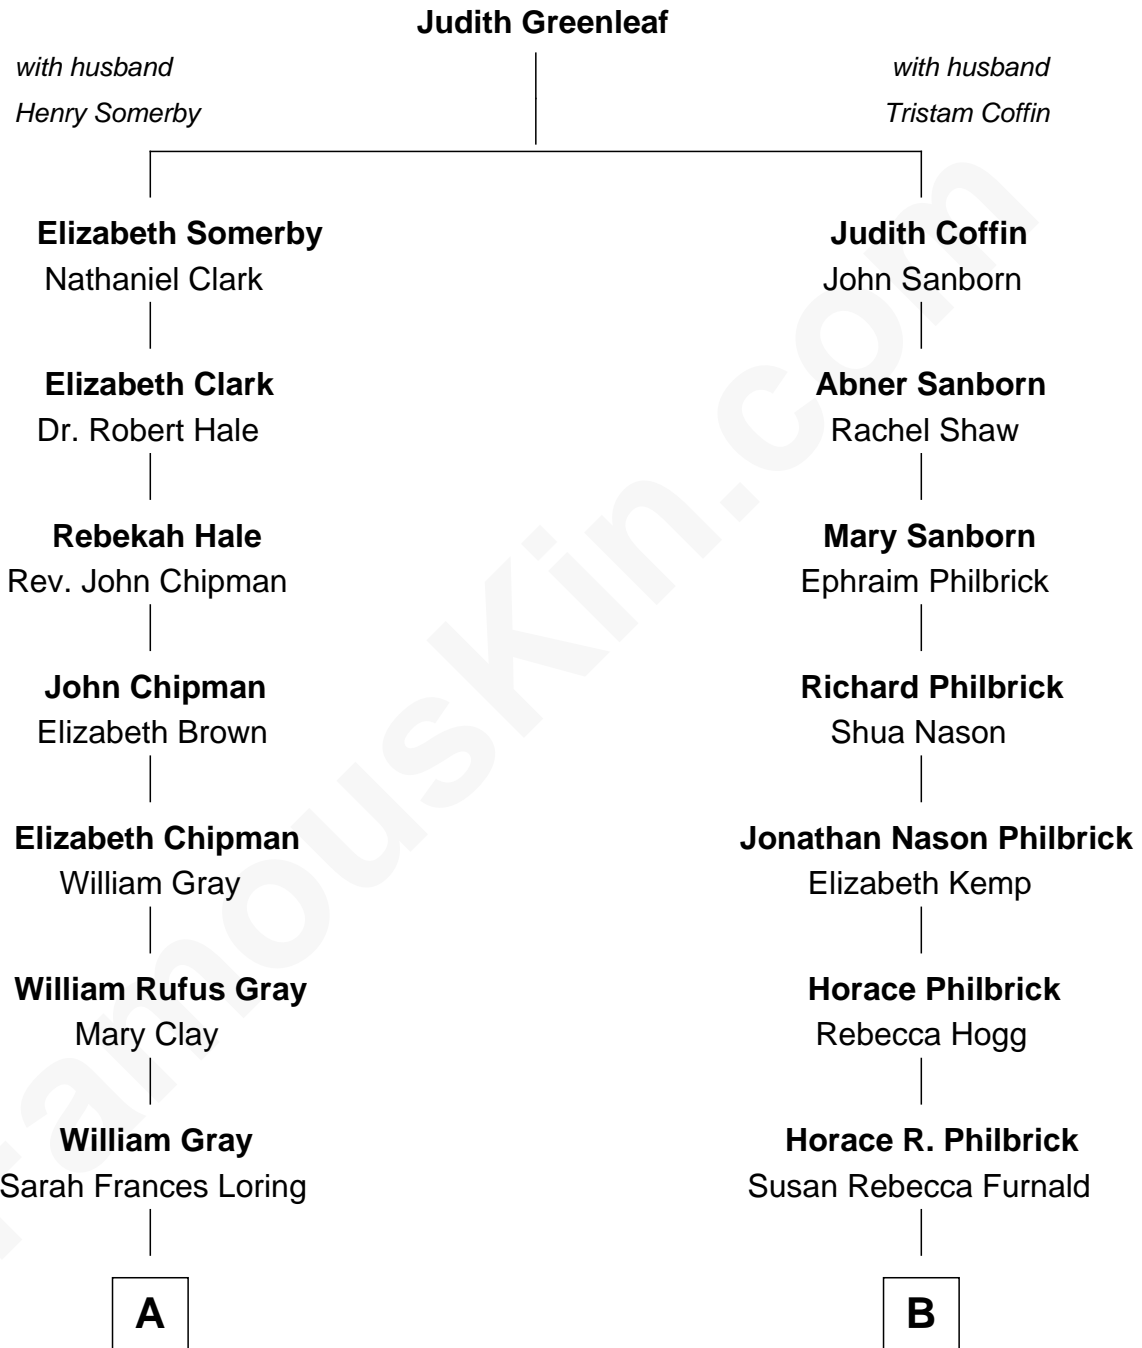 Judith Greenleaf
with husband
Henry Somerby
with husband
Tristam Coffin
Elizabeth Somerby
Nathaniel Clark
Judith Coffin
John Sanborn
Elizabeth Clark
Dr. Robert Hale
Abner Sanborn
Rachel Shaw
Rebekah Hale
Rev. John Chipman
Mary Sanborn
Ephraim Philbrick
John Chipman
Elizabeth Brown
Richard Philbrick
Shua Nason
Elizabeth Chipman
William Gray
Jonathan Nason Philbrick
Elizabeth Kemp
William Rufus Gray
Mary Clay
Horace Philbrick
Rebecca Hogg
William Gray
Sarah Frances Loring
Horace R. Philbrick
Susan Rebecca Furnald
A
B
FamousKin.com